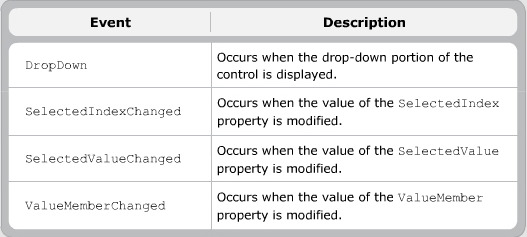 Event Description
DropDown
Occurs when the drop-down portion of the
control is displayed.
SelectedIndexChanged
Occurs when the value of the SelectedIndex
property is modified.
SelectedValueChanged
Occurs when the value of the SelectedValue
property is modified.
ValueMemberChanged
Occurs when the value of the ValueMember
property is modified.